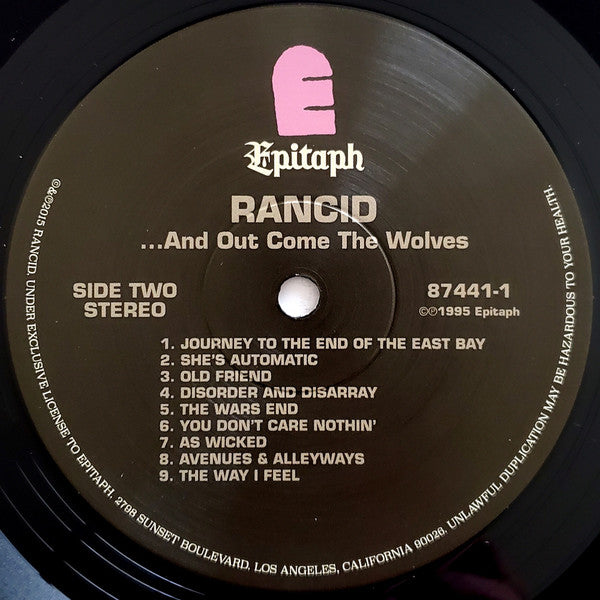 E
Epitaph
RANCID
...And Out Come The Wolves
SIDE TWO
STEREO
87441-1
©℗1995 Epitaph
1. JOURNEY TO THE END OF THE EAST BAY
2. SHE'S AUTOMATIC
3. OLD FRIEND
4. DISORDER AND DISARRAY
5. THE WARS END
6. YOU DON'T CARE NOTHIN'
7. AS WICKED
8. AVENUES & ALLEYWAYS
9. THE WAY I FEEL
©&℗2015 RANCID. UNDER EXCLUSIVE LICENSE TO EPITAPH. 2798 SUNSET BOULEVARD, LOS ANGELES, CALIFORNIA 90026. UNLAWFUL DUPLICATION MAY BE HAZARDOUS TO YOUR HEALTH.